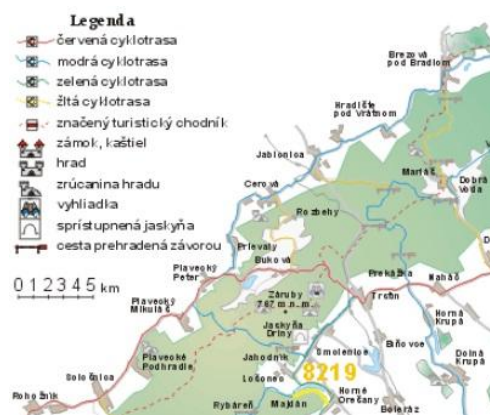 Legenda
červená cyklotrasa
modrá cyklotrasa
zelená cyklotrasa
žltá cyklotrasa
značený turistický chodník
zámok, kaštiel
hrad
zrúcanina hradu
vyhliadka
sprístupnená jaskyňa
cesta prehradená závorou
0 1 2 3 4 5 km
Brezová
pod Bradlom
Hradište
pod Vrátnom
Jablonica
Cerová
Rozbehy
Dobrá
Voda
Prievaly
Buková
Plavecký
Peter
Prekážka
Naháč
Trstín
Záruby
767 m.n.m.
Plavecký
Mikuláš
Jaskyňa
Driny
Smolenice
Bíňovce
Horná
Krupá
Dolná
Krupá
Plavecké
Podhradie
Jahodník
Lošonec
8219
Sološnica
Rohožník
Rybáreň
Majdán
Horné
Orešany
Boleráz